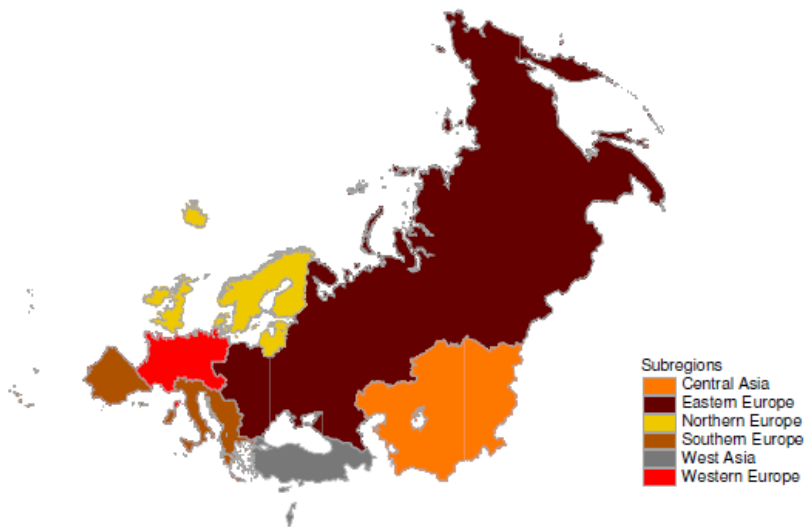 Subregions
Central Asia
Eastern Europe
Northern Europe
Southern Europe
West Asia
Western Europe